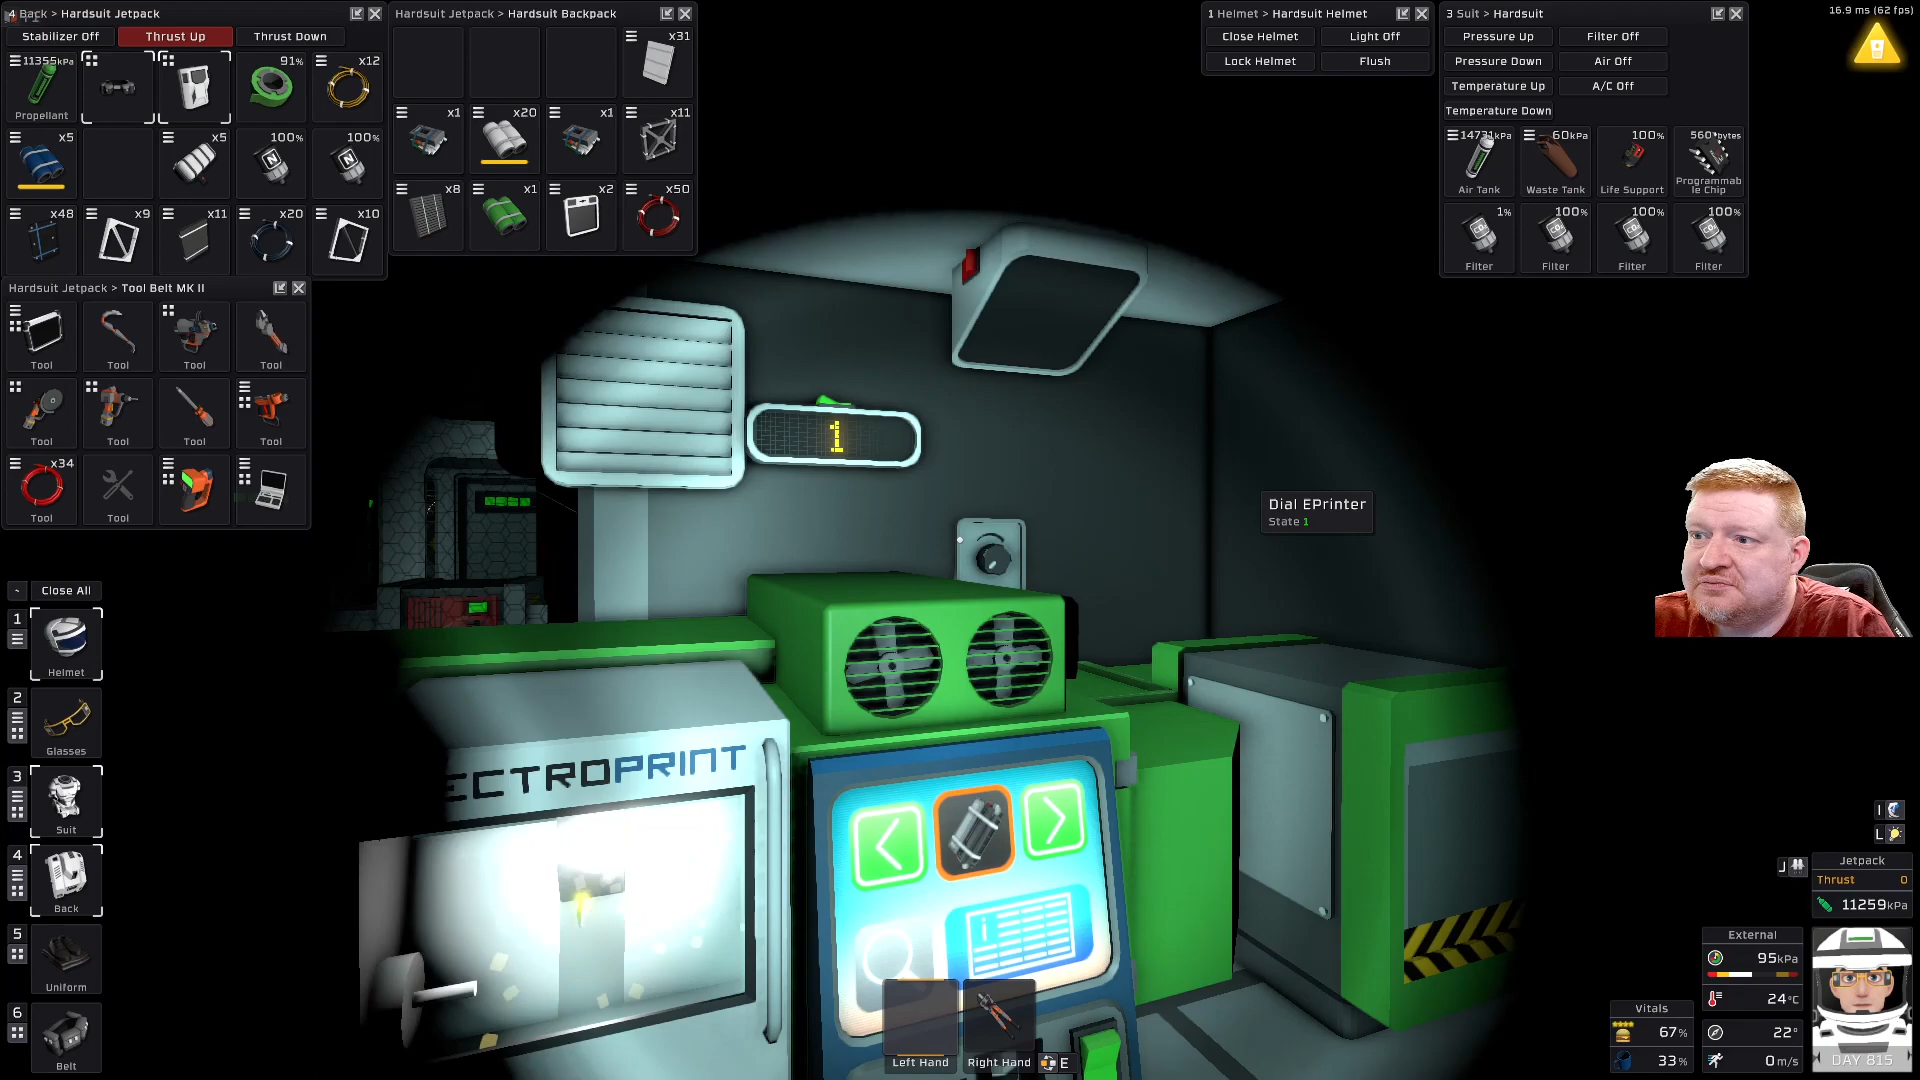 4 Back > Hardsuit Jetpack
Stabilizer Off
Thrust Up
Thrust Down
11355kPa
91%
x12
Propellant
x5
x5
100%
100%
x48
x9
x11
x20
x10
Hardsuit Jetpack > Hardsuit Backpack
x31
x1
x20
x1
x11
x8
x1
x2
x50
Hardsuit Jetpack > Tool Belt MK II
Tool
Tool
Tool
Tool
Tool
Tool
Tool
Tool
x34
Tool
Tool
1 Helmet > Hardsuit Helmet
Close Helmet
Light Off
Lock Helmet
Flush
3 Suit > Hardsuit
Pressure Up
Filter Off
Pressure Down
Air Off
Temperature Up
A/C Off
Temperature Down
14731kPa
60kPa
100%
560 bytes
Air Tank
Waste Tank
Life Support
Programmab
le Chip
1%
100%
100%
100%
Filter
Filter
Filter
Filter
16.9 ms (62 fps)
1
Dial EPrinter
State 1
~
Close All
1
Helmet
2
Glasses
3
Suit
4
Back
5
Uniform
6
Belt
ECTROPRINT
Left Hand
Right Hand
E
I
L
J
Jetpack
Thrust 0
11259kPa
External
95kPa
24°C
22°
0m/s
Vitals
67%
33%
DAY 815